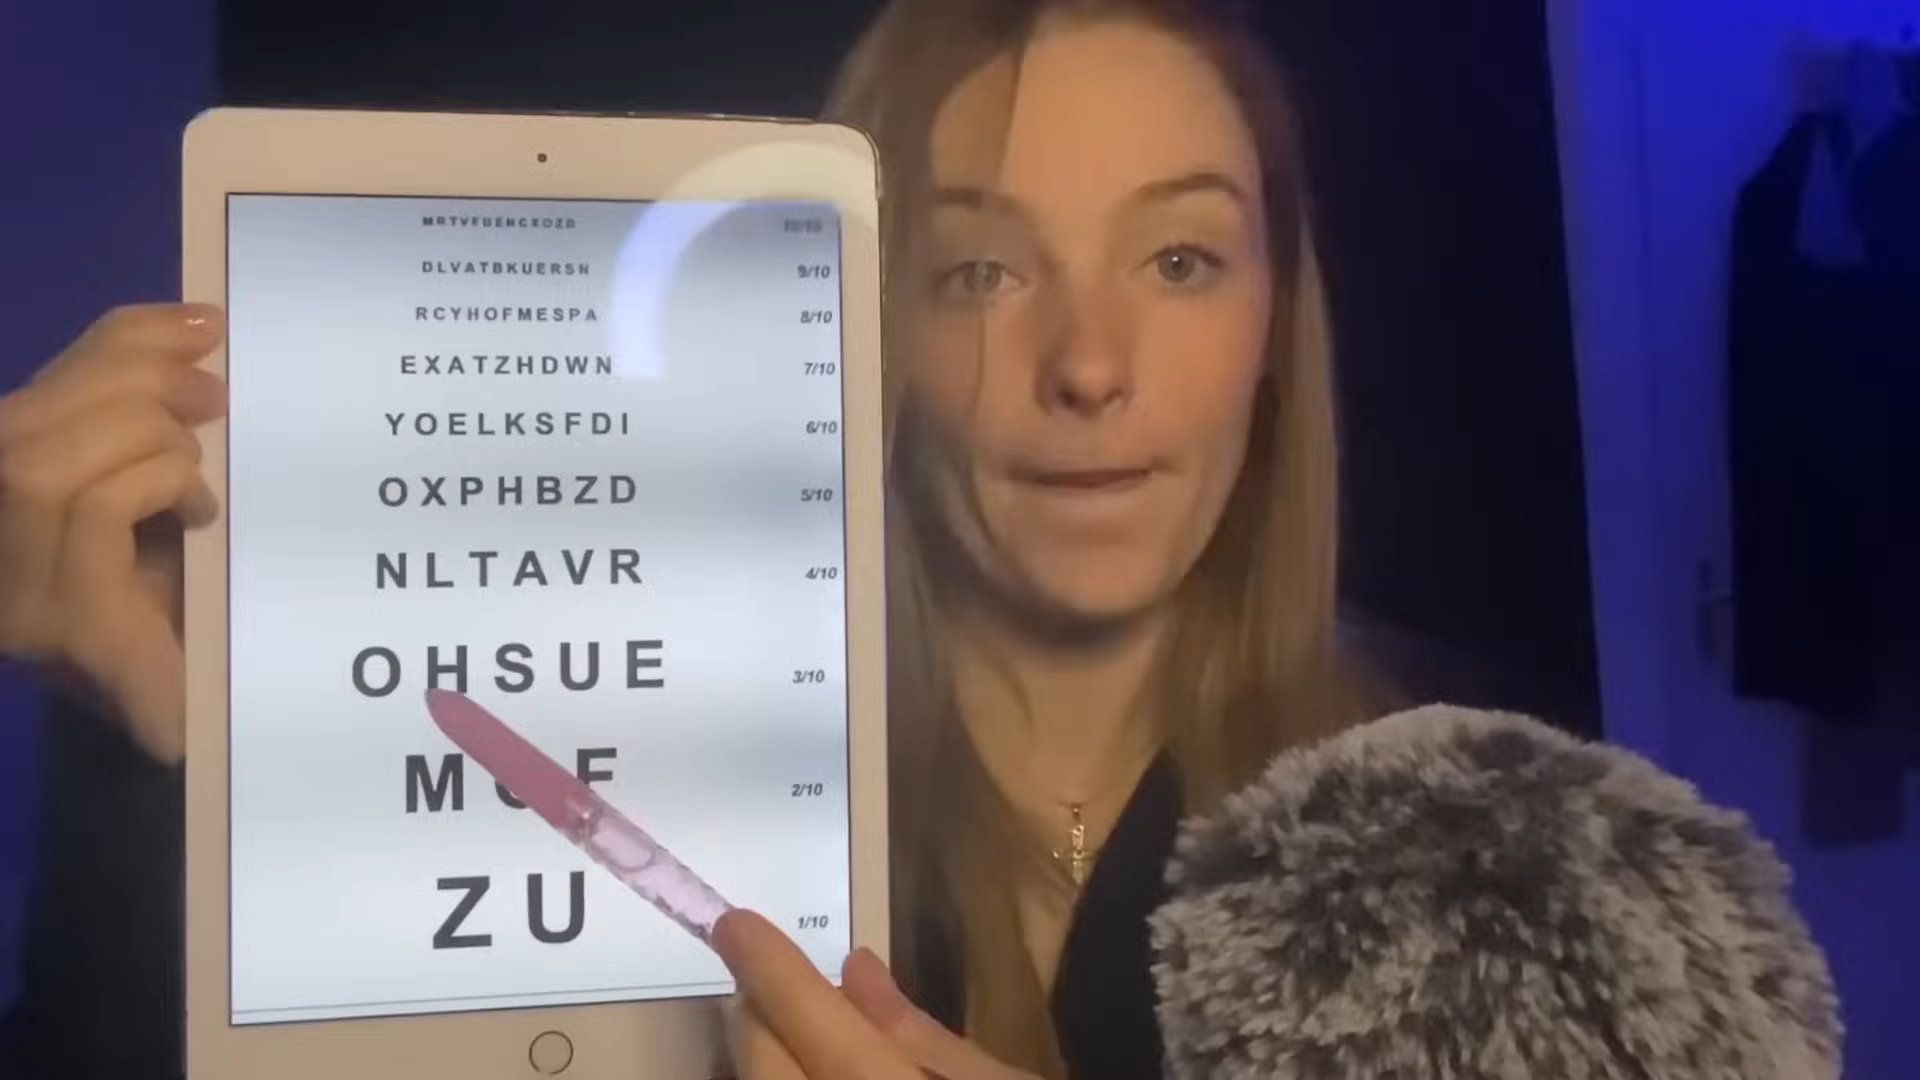 MRTVFUENCXOZD 10/10
DLVATBKUERSN 9/10
RCYHOFMESPA 8/10
EXATZHDWN 7/10
YOELKSFDI 6/10
OXPHBZD 5/10
NLTAVR 4/10
OHSUE 3/10
M F 2/10
ZU 1/10